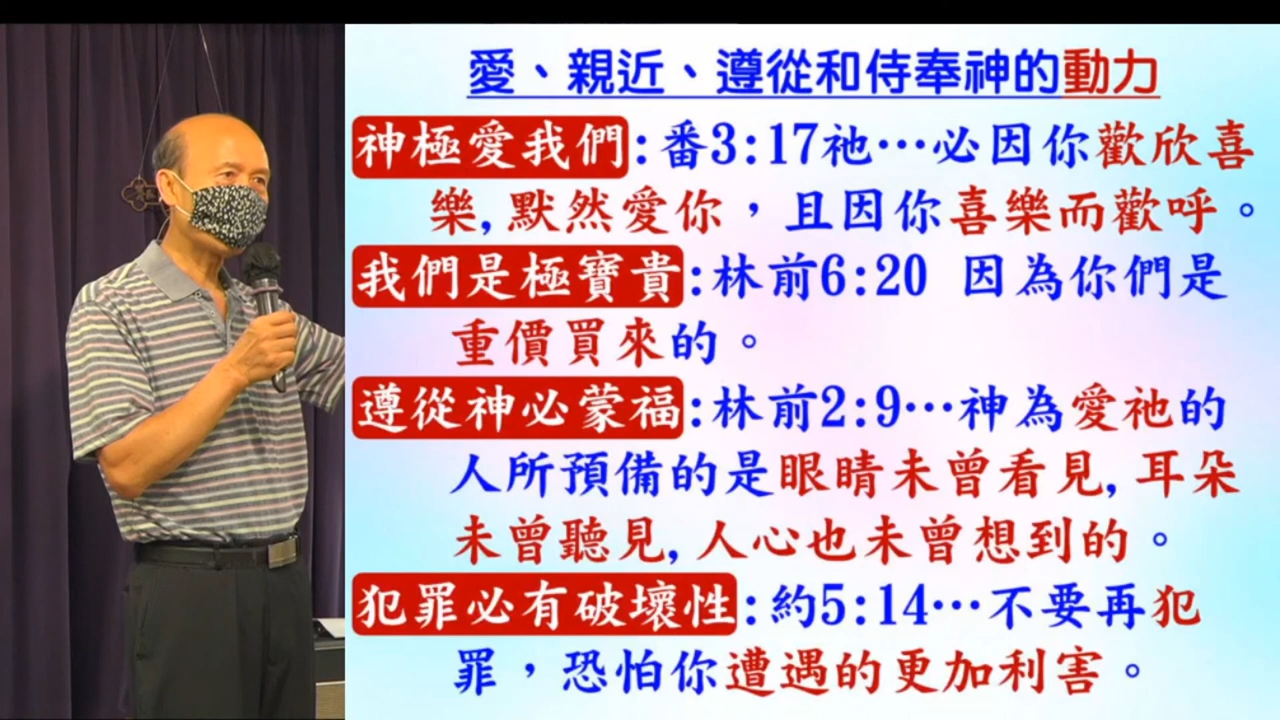 愛、親近、遵從和侍奉神的動力
神極愛我們:番3:17祂…必因你歡欣喜
樂,默然愛你，且因你喜樂而歡呼。
我們是極寶貴:林前6:20 因為你們是
重價買來的。
遵從神必蒙福:林前2:9…神為愛祂的
人所預備的是眼睛未曾看見,耳朵
未曾聽見,人心也未曾想到的。
犯罪必有破壞性:約5:14…不要再犯
罪，恐怕你遭遇的更加利害。